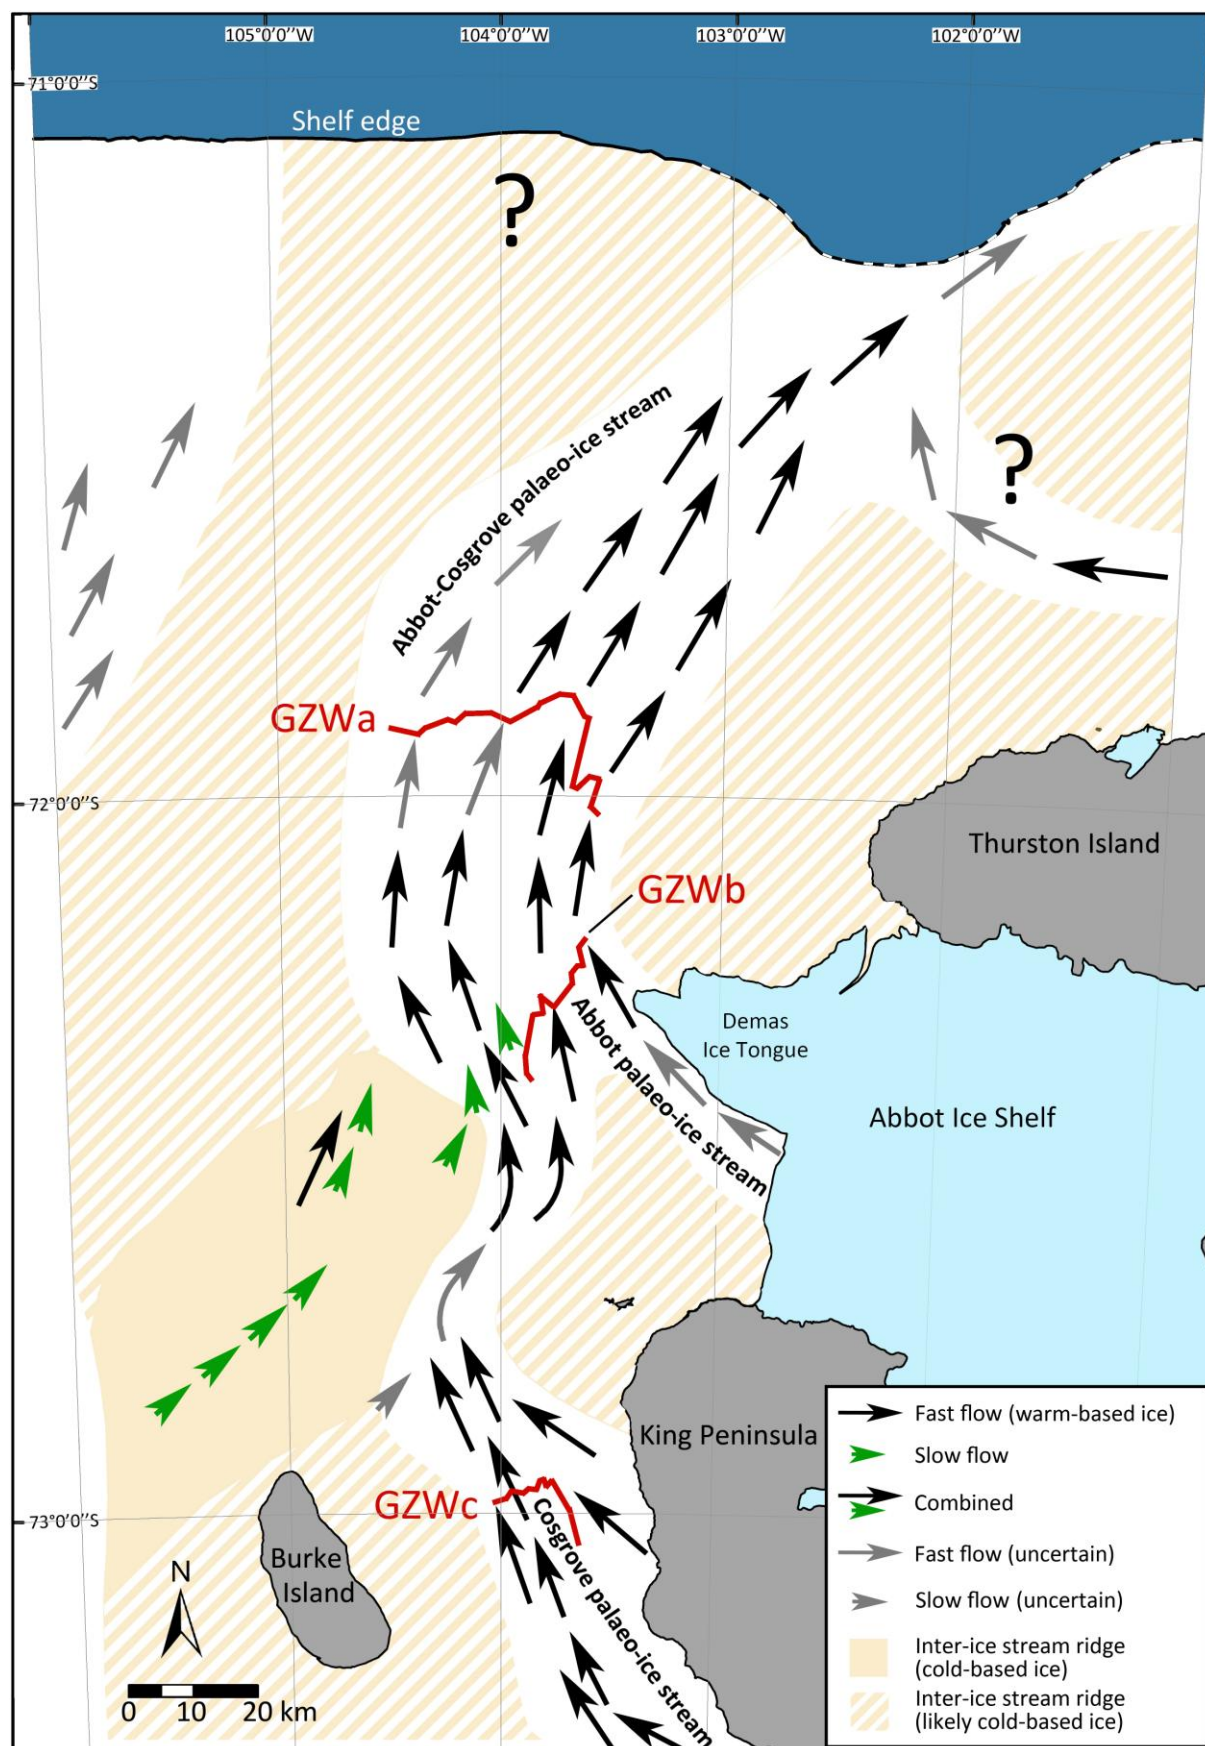 105°0'0''W
104°0'0''W
103°0'0''W
102°0'0''W
71°0'0''S
Shelf edge
?
Abbot-Cosgrove palaeo-ice stream
?
GZWa
72°0'0''S
Thurston Island
GZWb
Demas
Ice Tongue
Abbot palaeo-ice stream
Abbot Ice Shelf
King Peninsula
GZWc
73°0'0''S
Cosgrove palaeo-ice stream
Burke
Island
N
0 10 20 km
Fast flow (warm-based ice)
Slow flow
Combined
Fast flow (uncertain)
Slow flow (uncertain)
Inter-ice stream ridge
(cold-based ice)
Inter-ice stream ridge
(likely cold-based ice)